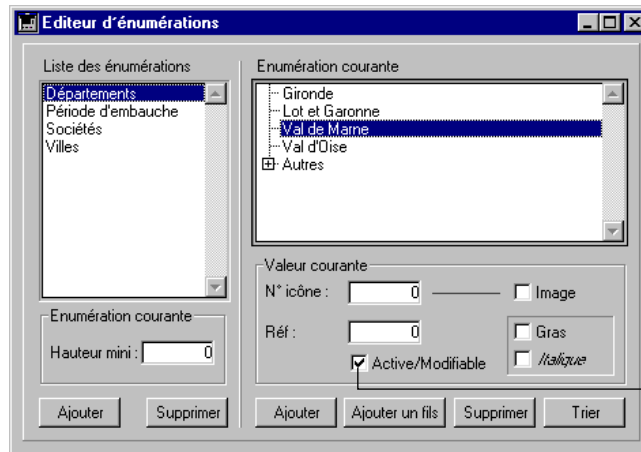 Editeur d'énumérations
Liste des énumérations
Départements
Période d'embauche
Sociétés
Villes
Enumération courante
Hauteur mini : 0
Ajouter
Supprimer
Enumération courante
Gironde
Lot et Garonne
Val de Marne
Val d'Oise
Autres
Valeur courante
N° icône : 0
Image
Réf : 0
Gras
Active/Modifiable
Italique
Ajouter
Ajouter un fils
Supprimer
Trier